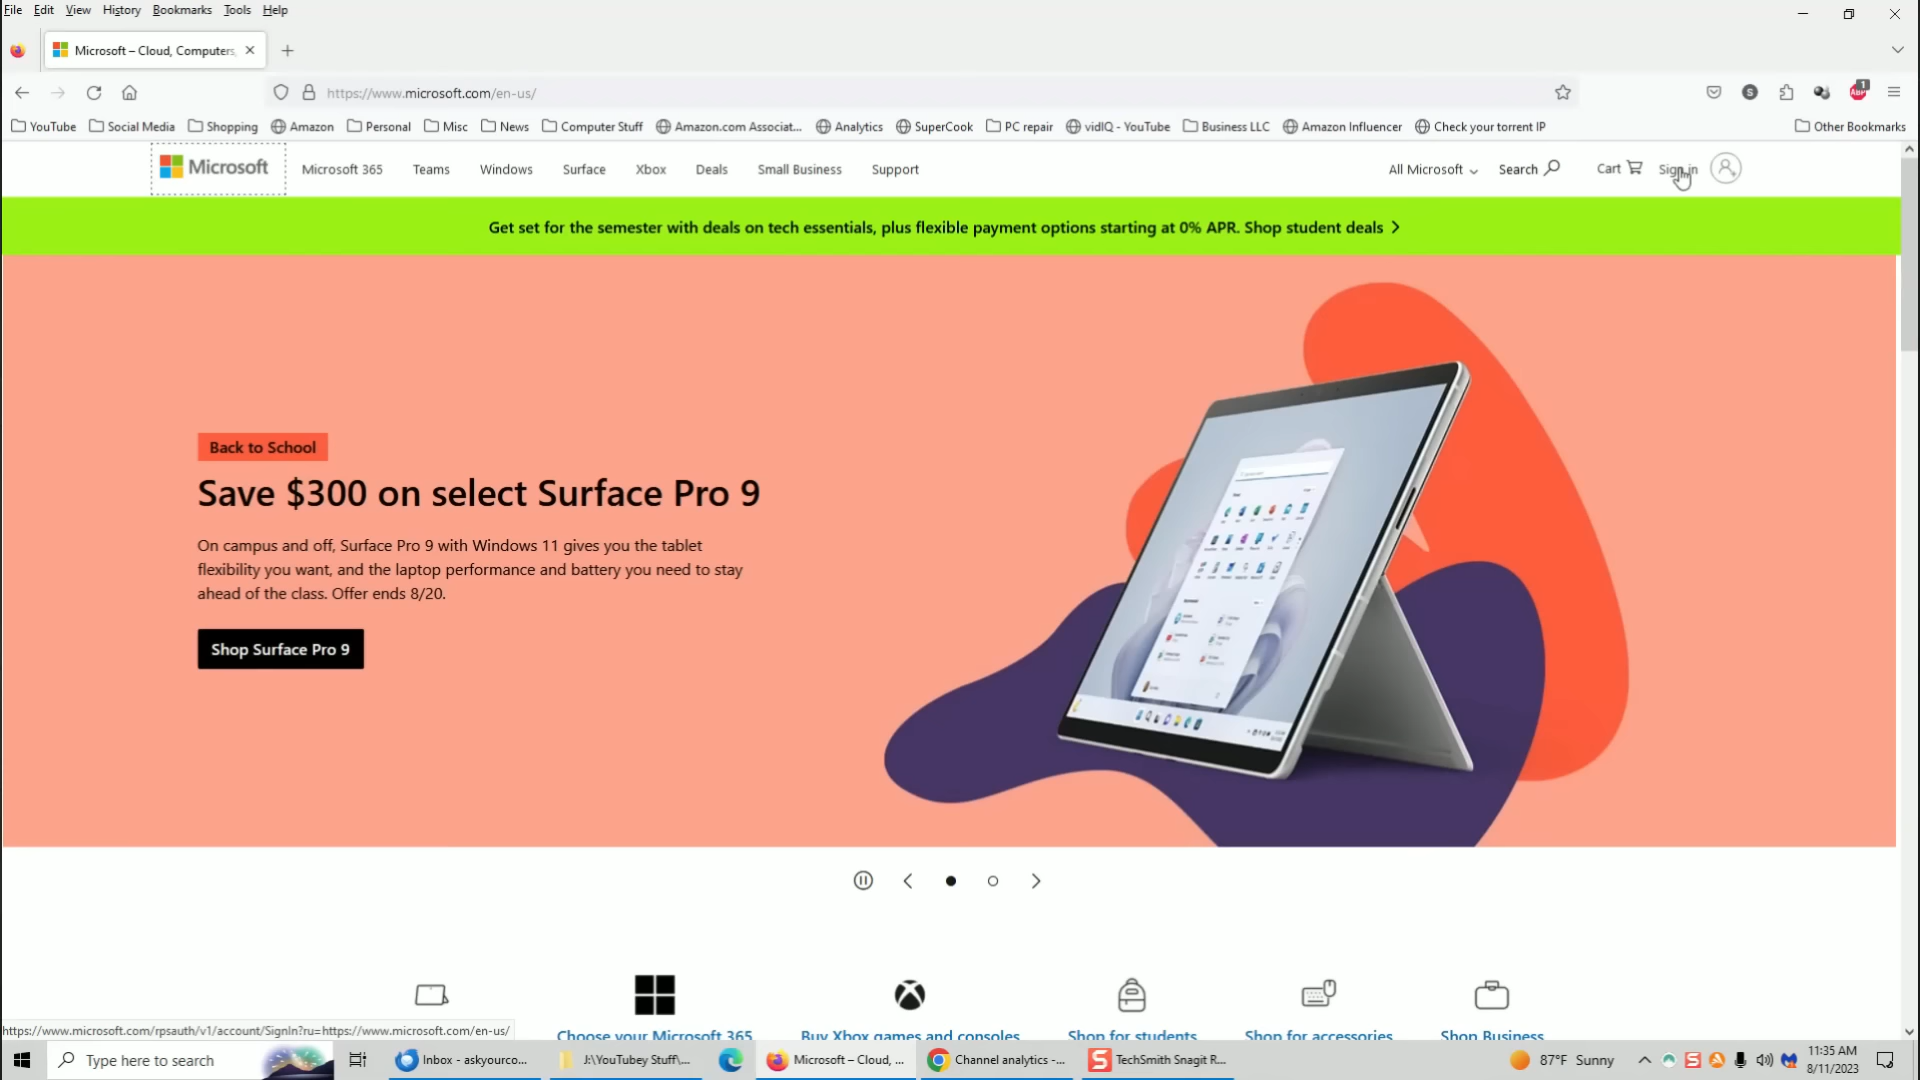 File Edit View History Bookmarks Tools Help
Microsoft – Cloud, Computers,
https://www.microsoft.com/en-us/
S
ABP
1
YouTube Social Media Shopping Amazon Personal Misc News Computer Stuff Amazon.com Associat... Analytics SuperCook PC repair vidIQ - YouTube Business LLC Amazon Influencer Check your torrent IP Other Bookmarks
Microsoft Microsoft 365 Teams Windows Surface Xbox Deals Small Business Support All Microsoft Search Cart Sign in
Get set for the semester with deals on tech essentials, plus flexible payment options starting at 0% APR. Shop student deals
Back to School
Save $300 on select Surface Pro 9
On campus and off, Surface Pro 9 with Windows 11 gives you the tablet
flexibility you want, and the laptop performance and battery you need to stay
ahead of the class. Offer ends 8/20.
Shop Surface Pro 9
https://www.microsoft.com/rpsauth/v1/account/SignIn?ru=https://www.microsoft.com/en-us/
Choose your Microsoft 365 Buy Xbox games and consoles Shop for students Shop for accessories Shop Business
Type here to search Inbox - askyourco... J:\YouTubey Stuff\... Microsoft – Cloud, ... Channel analytics -... TechSmith Snagit R... 87°F Sunny 11:35 AM
8/11/2023